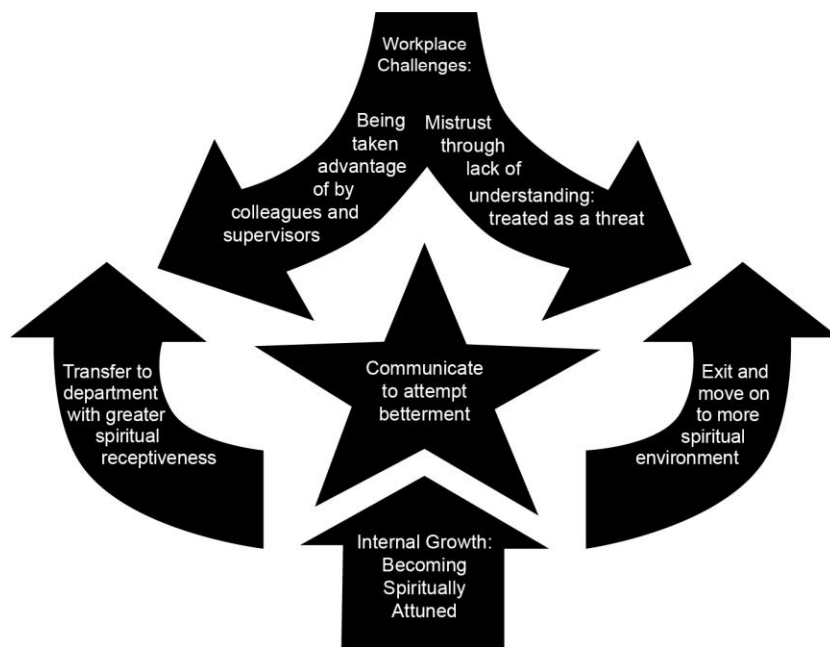 Workplace
Challenges:
Being
taken
advantage
of by
colleagues and
supervisors
Mistrust
through
lack of
understanding:
treated as a threat
Transfer to
department
with greater
spiritual
receptiveness
Communicate
to attempt
betterment
Exit and
move on
to more
spiritual
environment
Internal Growth:
Becoming
Spiritually
Attuned